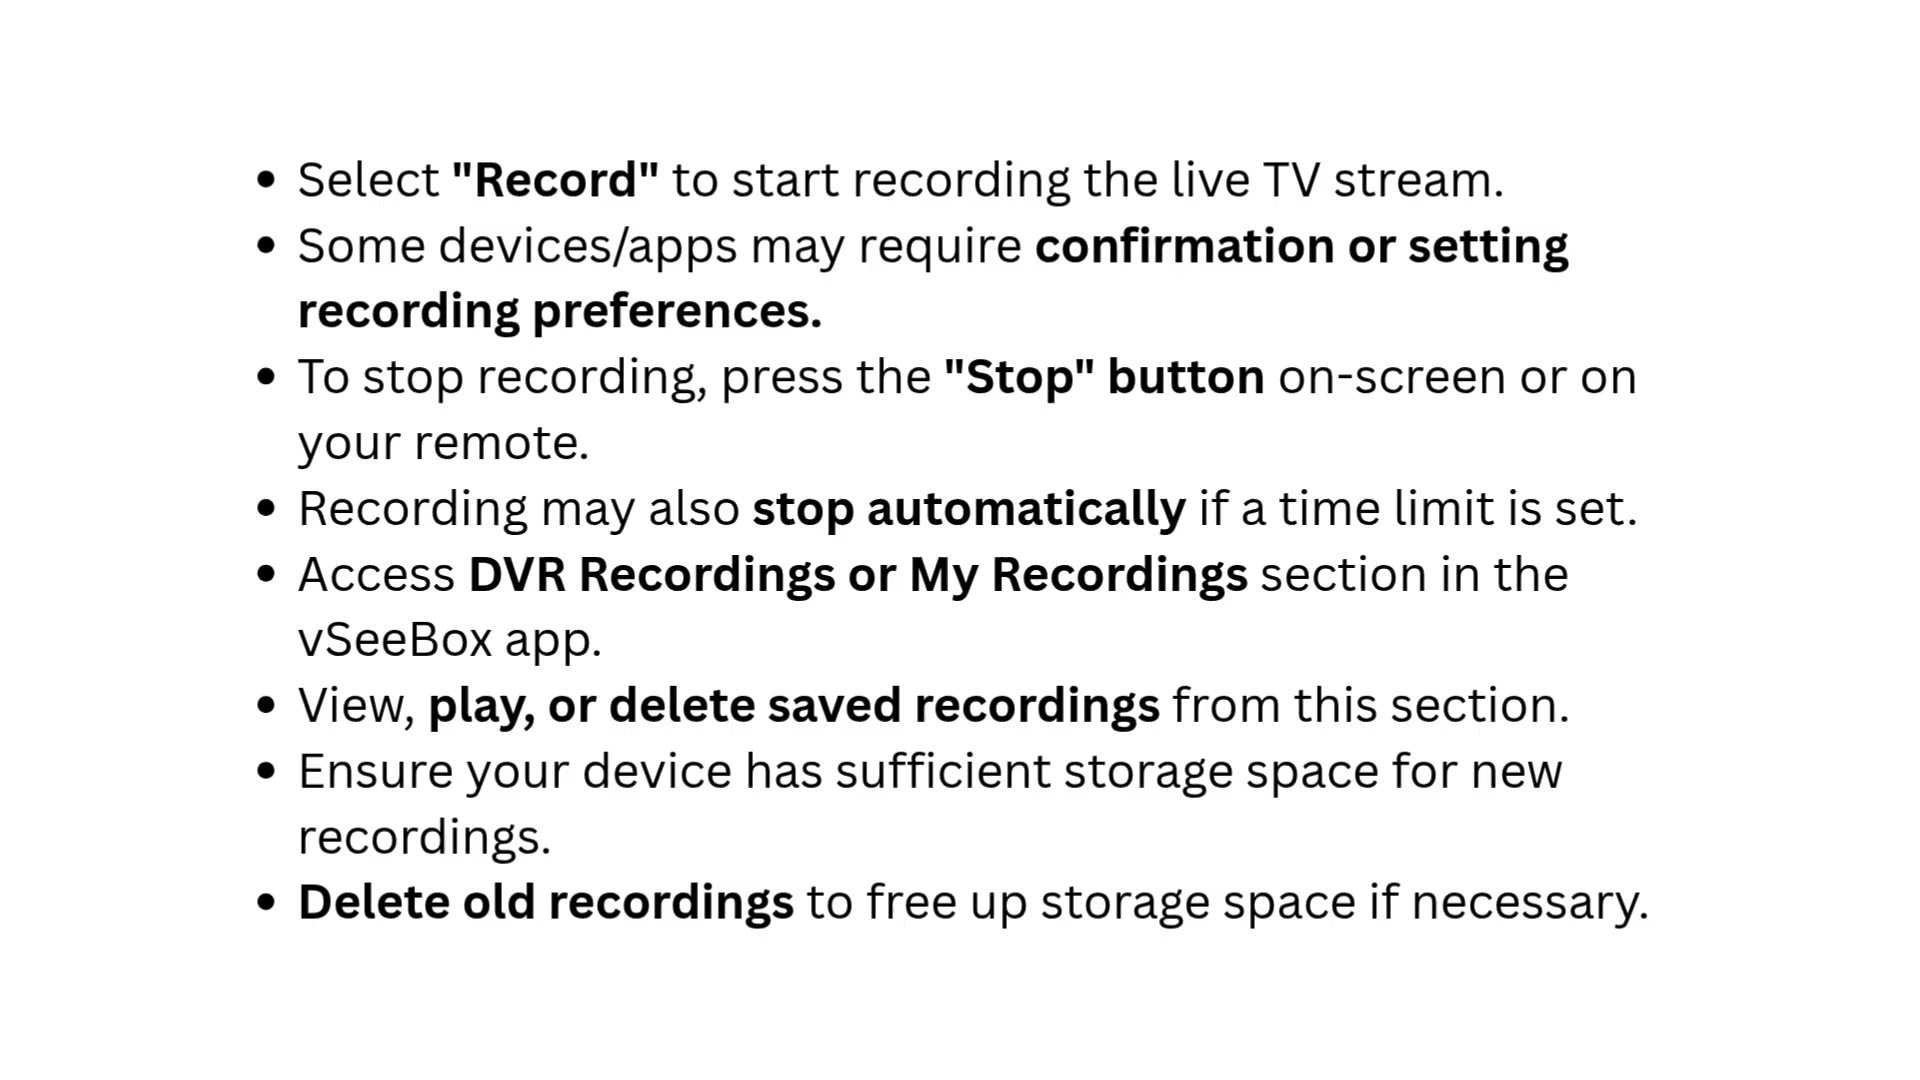 • Select "Record" to start recording the live TV stream.
• Some devices/apps may require confirmation or setting
recording preferences.
• To stop recording, press the "Stop" button on-screen or on
your remote.
• Recording may also stop automatically if a time limit is set.
• Access DVR Recordings or My Recordings section in the
vSeeBox app.
• View, play, or delete saved recordings from this section.
• Ensure your device has sufficient storage space for new
recordings.
• Delete old recordings to free up storage space if necessary.